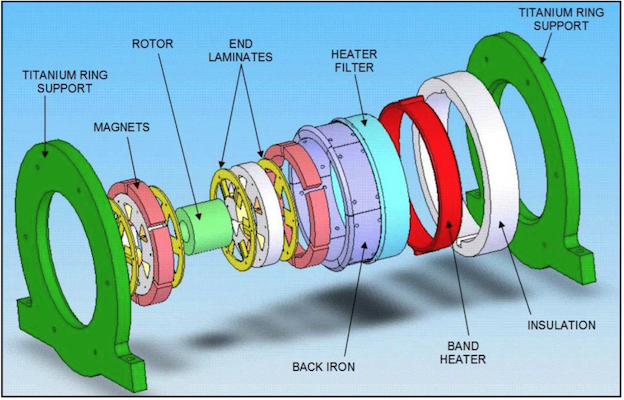 TITANIUM RING
SUPPORT
ROTOR
END
LAMINATES
HEATER
FILTER
TITANIUM RING
SUPPORT
MAGNETS
INSULATION
BAND
HEATER
BACK IRON